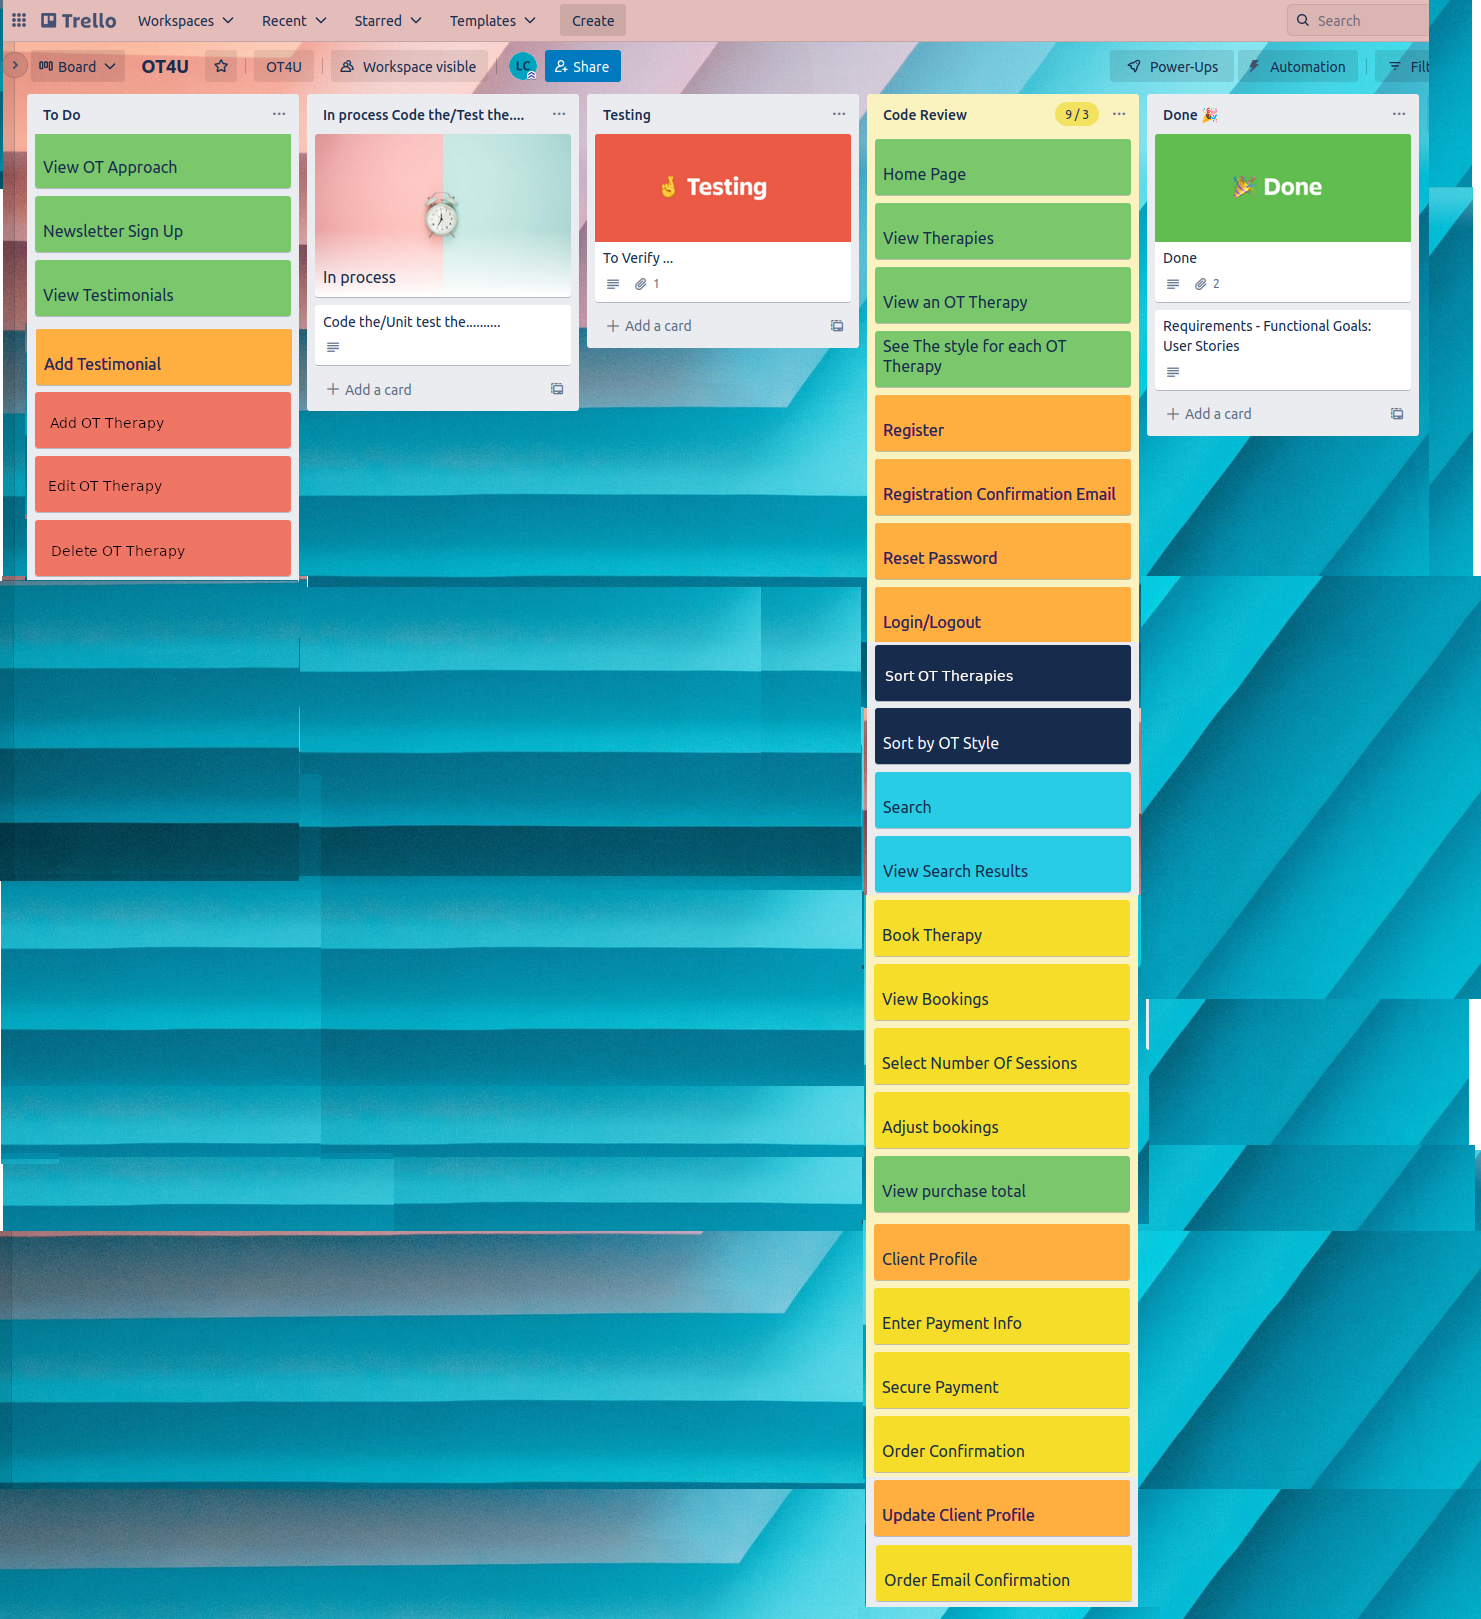 Trello
Workspaces
Recent
Starred
Templates
Create
Search
Board
OT4U
OT4U
Workspace visible
LC
Share
Power-Ups
Automation
Filt
To Do
View OT Approach
Newsletter Sign Up
View Testimonials
Add Testimonial
Add OT Therapy
Edit OT Therapy
Delete OT Therapy
In process Code the/Test the....
In process
Code the/Unit test the..........
Add a card
Testing
🤞 Testing
To Verify ...
1
Add a card
Code Review
9 / 3
Home Page
View Therapies
View an OT Therapy
See The style for each OT
Therapy
Register
Registration Confirmation Email
Reset Password
Login/Logout
Sort OT Therapies
Sort by OT Style
Search
View Search Results
Book Therapy
View Bookings
Select Number Of Sessions
Adjust bookings
View purchase total
Client Profile
Enter Payment Info
Secure Payment
Order Confirmation
Update Client Profile
Order Email Confirmation
Done 🎉
🎉 Done
Done
2
Requirements - Functional Goals:
User Stories
Add a card